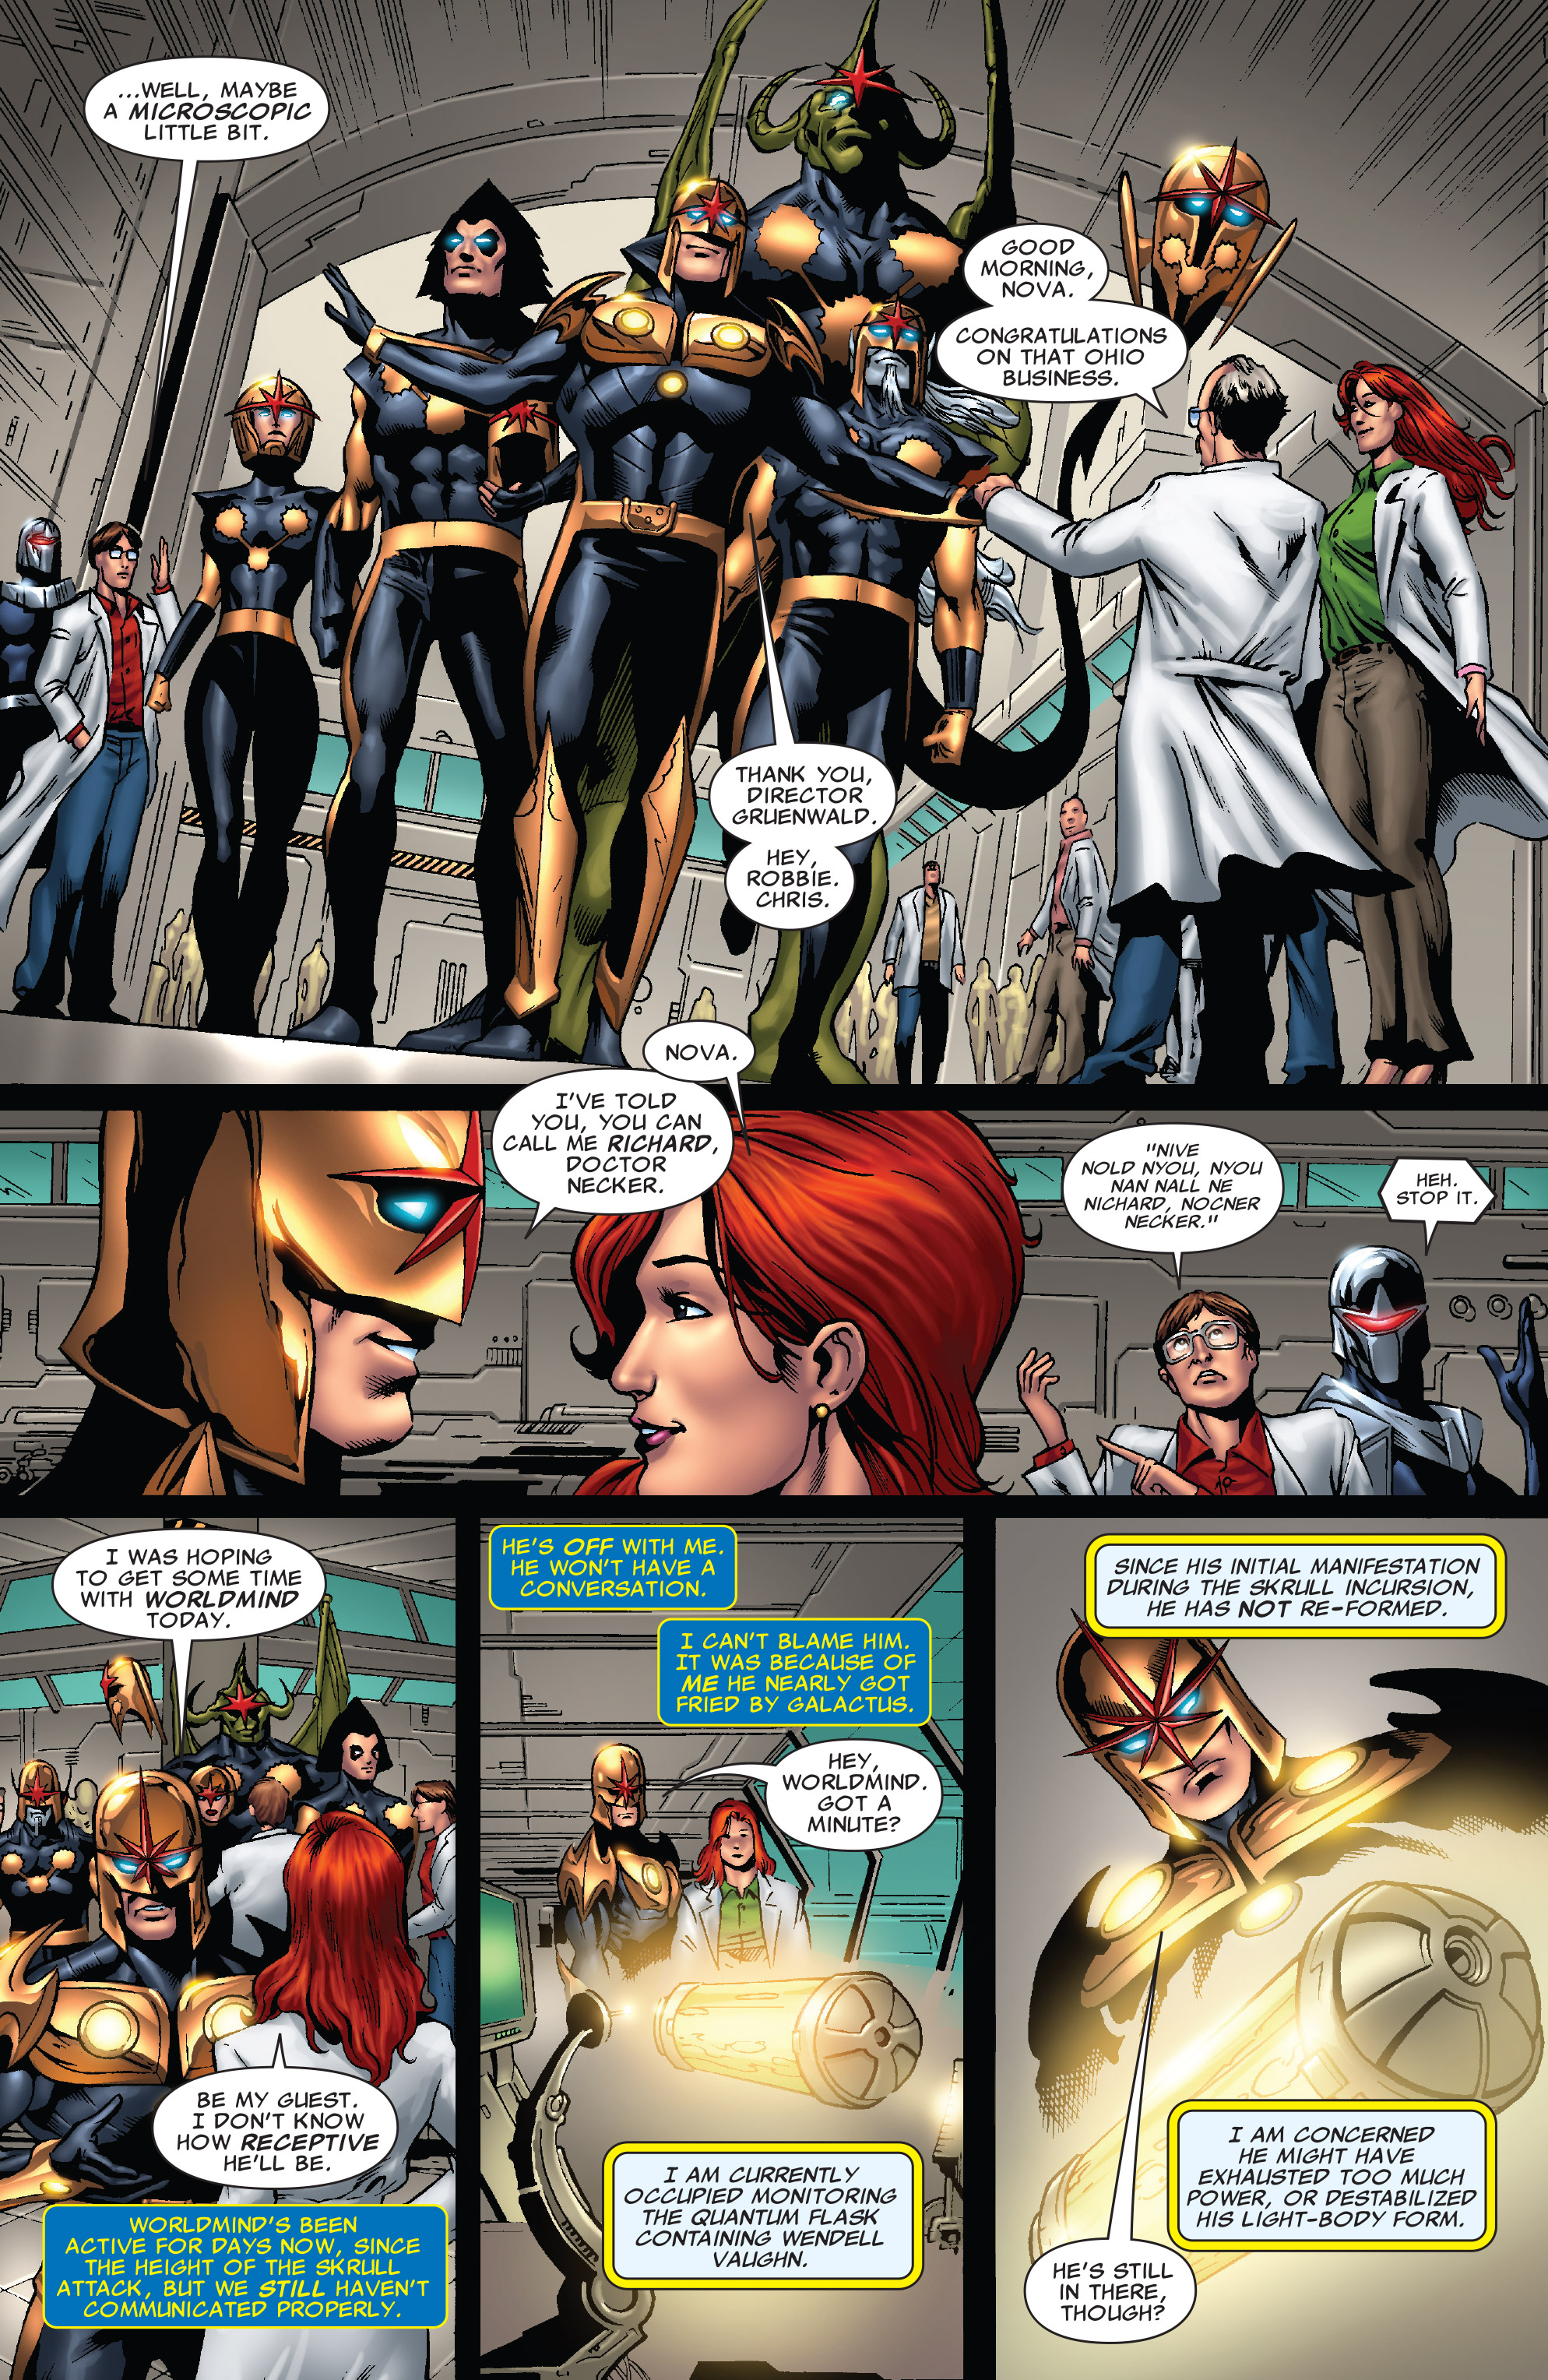 ...WELL, MAYBE
A MICROSCOPIC
LITTLE BIT.
GOOD
MORNING,
NOVA.
CONGRATULATIONS
ON THAT OHIO
BUSINESS.
THANK YOU,
DIRECTOR
GRUENWALD.
HEY,
ROBBIE.
CHRIS.
NOVA.
I'VE TOLD
YOU, YOU CAN
CALL ME RICHARD,
DOCTOR
NECKER.
"NIVE
NOLD NYOU, NYOU
NAN NALL NE
NICHARD, NOCNER
NECKER."
HEH.
STOP IT.
I WAS HOPING
TO GET SOME TIME
WITH WORLDMIND
TODAY.
BE MY GUEST.
I DON'T KNOW
HOW RECEPTIVE
HE'LL BE.
WORLDMIND'S BEEN
ACTIVE FOR DAYS NOW, SINCE
THE HEIGHT OF THE SKRULL
ATTACK, BUT WE STILL HAVEN'T
COMMUNICATED PROPERLY.
HE'S OFF WITH ME.
HE WON'T HAVE A
CONVERSATION.
I CAN'T BLAME HIM.
IT WAS BECAUSE OF
ME HE NEARLY GOT
FRIED BY GALACTUS.
HEY,
WORLDMIND.
GOT A
MINUTE?
I AM CURRENTLY
OCCUPIED MONITORING
THE QUANTUM FLASK
CONTAINING WENDELL
VAUGHN.
SINCE HIS INITIAL MANIFESTATION
DURING THE SKRULL INCURSION,
HE HAS NOT RE-FORMED.
I AM CONCERNED
HE MIGHT HAVE
EXHAUSTED TOO MUCH
POWER, OR DESTABILIZED
HIS LIGHT-BODY FORM.
HE'S STILL
IN THERE,
THOUGH?